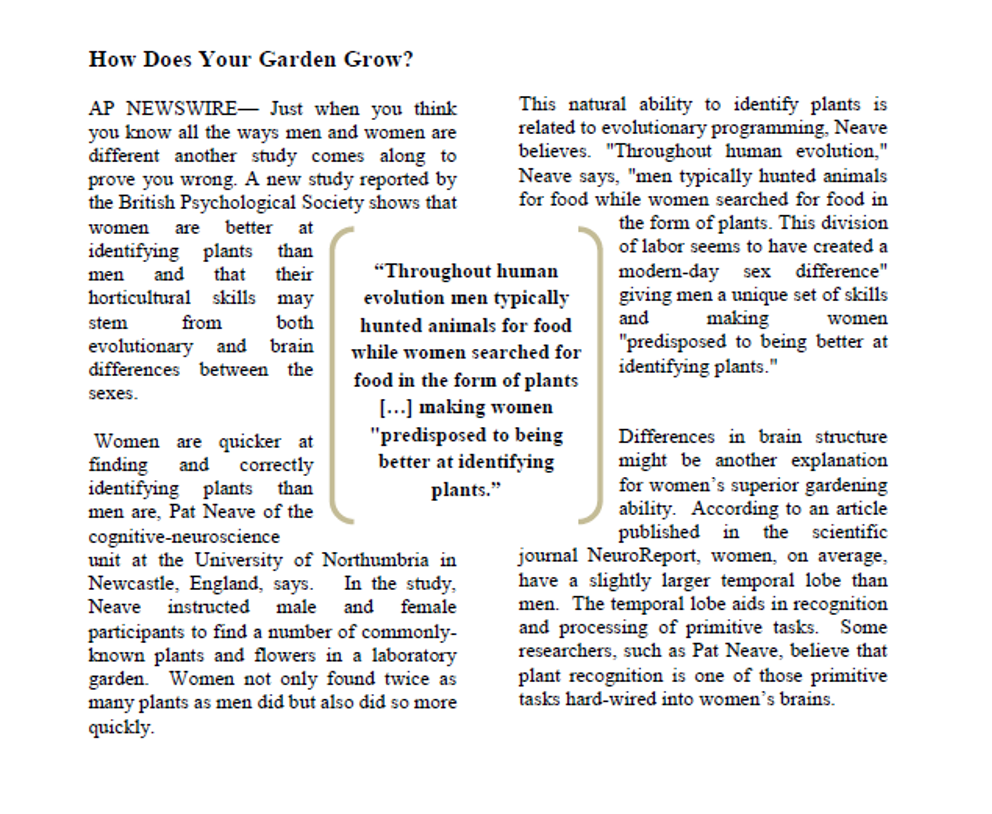 How Does Your Garden Grow?
AP NEWSWIRE— Just when you think
you know all the ways men and women are
different another study comes along to
prove you wrong. A new study reported by
the British Psychological Society shows that
women are better at
identifying plants than
men and that their
horticultural skills may
stem from both
evolutionary and brain
differences between the
sexes.
Women are quicker at
finding and correctly
identifying plants than
men are, Pat Neave of the
cognitive-neuroscience
unit at the University of Northumbria in
Newcastle, England, says. In the study,
Neave instructed male and female
participants to find a number of commonly-
known plants and flowers in a laboratory
garden. Women not only found twice as
many plants as men did but also did so more
quickly.
“Throughout human
evolution men typically
hunted animals for food
while women searched for
food in the form of plants
[…] making women
"predisposed to being
better at identifying
plants.”
This natural ability to identify plants is
related to evolutionary programming, Neave
believes. "Throughout human evolution,"
Neave says, "men typically hunted animals
for food while women searched for food in
the form of plants. This division
of labor seems to have created a
modern-day sex difference"
giving men a unique set of skills
and making women
"predisposed to being better at
identifying plants."
Differences in brain structure
might be another explanation
for women’s superior gardening
ability. According to an article
published in the scientific
journal NeuroReport, women, on average,
have a slightly larger temporal lobe than
men. The temporal lobe aids in recognition
and processing of primitive tasks. Some
researchers, such as Pat Neave, believe that
plant recognition is one of those primitive
tasks hard-wired into women’s brains.